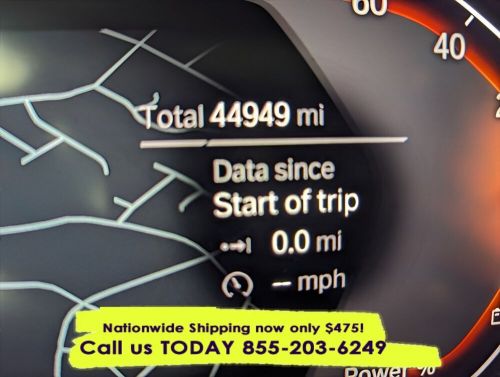 60
40
Total 44949 mi
Data since
Start of trip
0.0 mi
-- mph
Nationwide Shipping now only $475!
Call us TODAY 855-203-6249
Power %